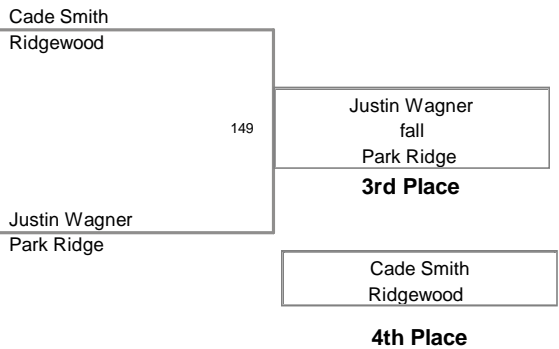 Cade Smith
Ridgewood
149
Justin Wagner
fall
Park Ridge
3rd Place
Justin Wagner
Park Ridge
Cade Smith
Ridgewood
4th Place